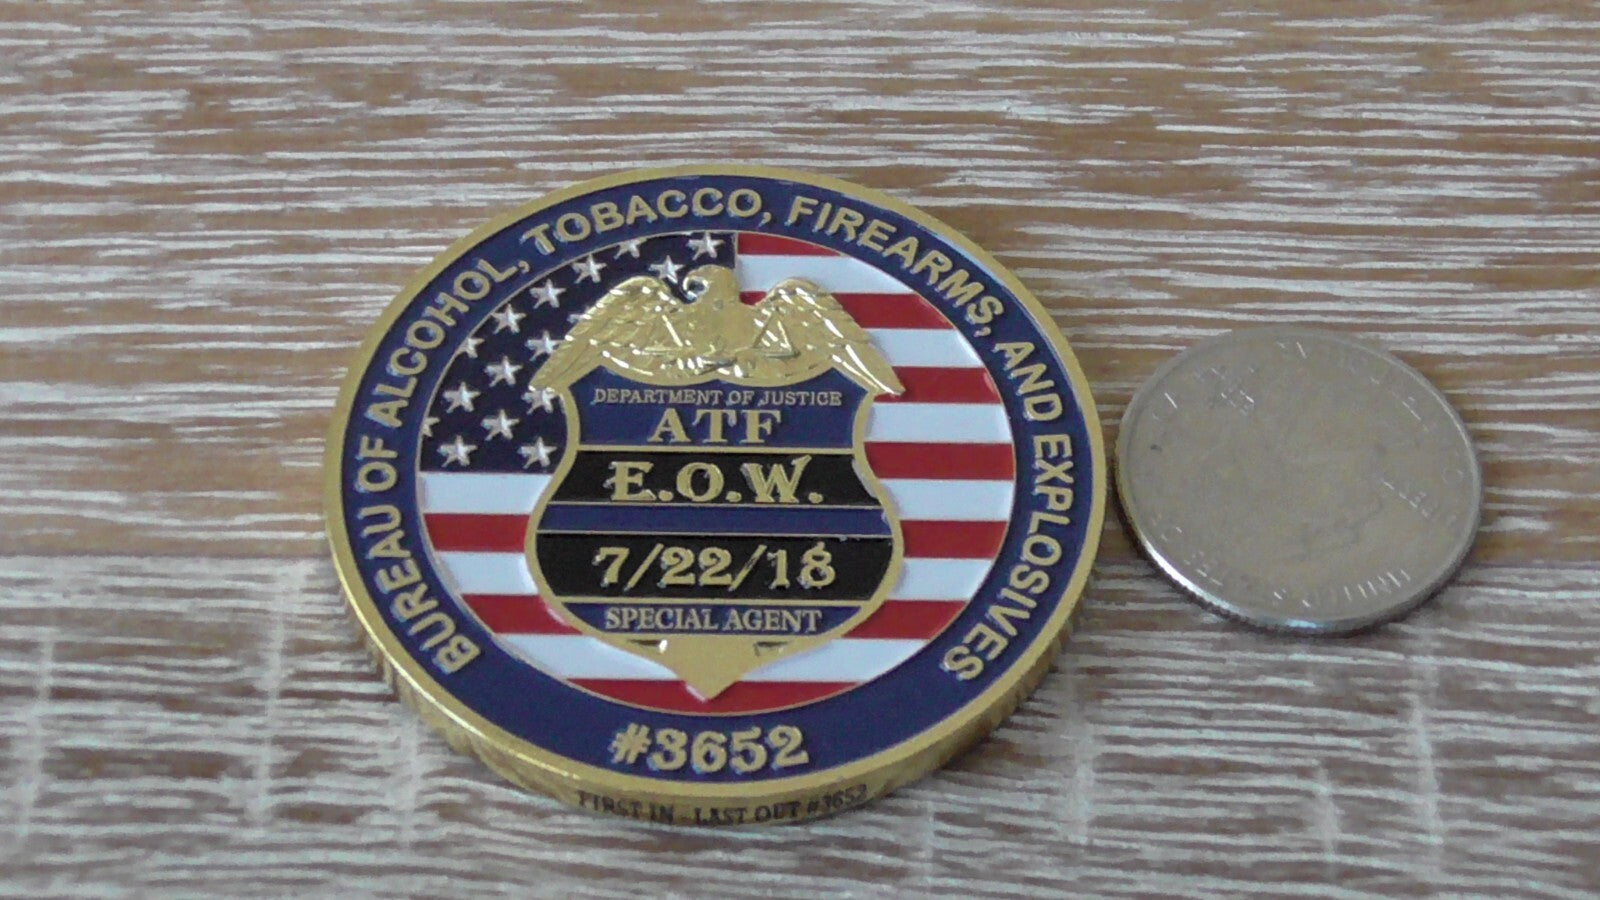 BUREAU OF ALCOHOL, TOBACCO, FIREARMS, AND EXPLOSIVES
DEPARTMENT OF JUSTICE
ATF
E.O.W.
7/22/18
SPECIAL AGENT
#3652
FIRST IN - LAST OUT #3652